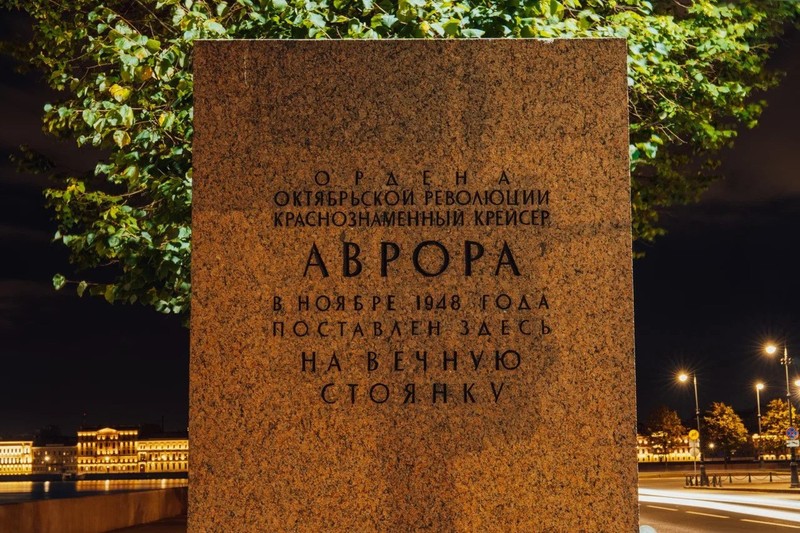 ОРДЕНА
ОКТЯБРЬСКОЙ РЕВОЛЮЦИИ
КРАСНОЗНАМЕННЫЙ КРЕЙСЕР
АВРОРА
В НОЯБРЕ 1948 ГОДА
ПОСТАВЛЕН ЗДЕСЬ
НА ВЕЧНУЮ
СТОЯНКУ